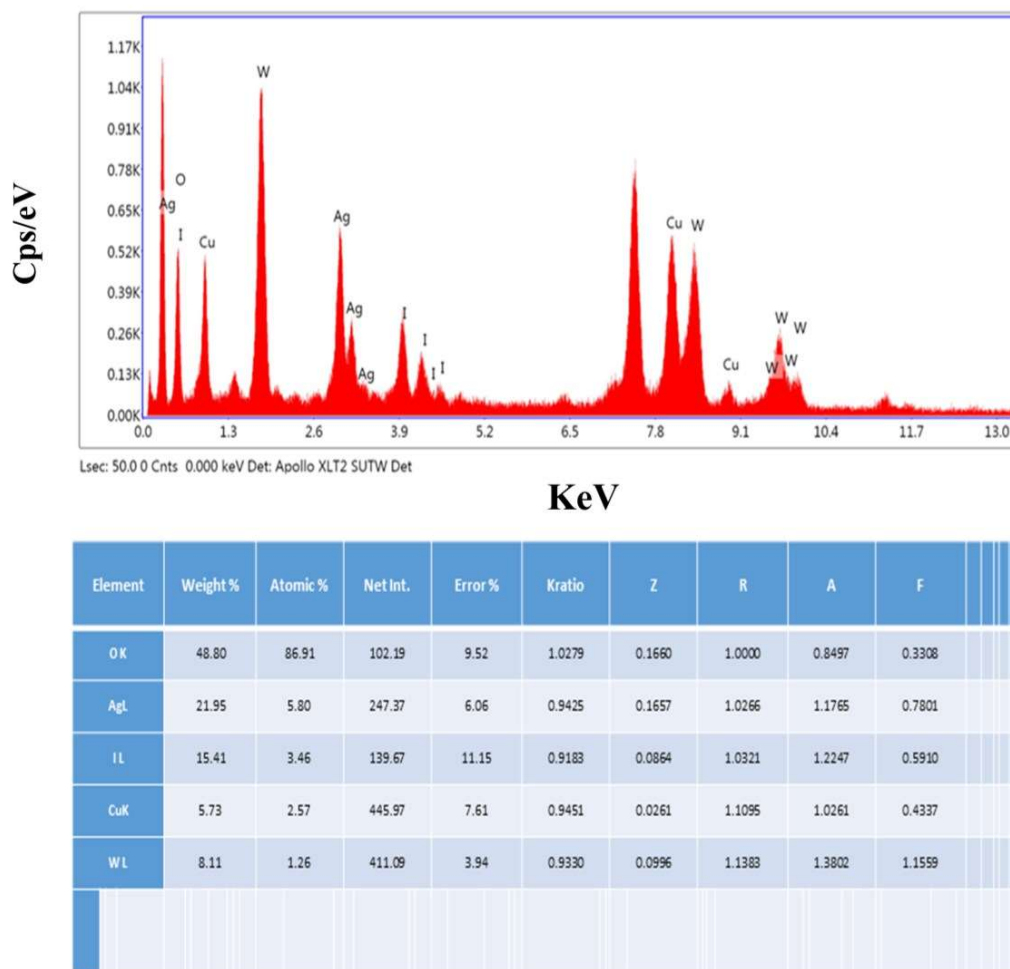 1.17K
1.04K
0.91K
0.78K
0.65K
0.52K
0.39K
0.26K
0.13K
0.00K
Cps/eV
Ag
O
I
Cu
W
Ag
Ag
Ag
I
I
I
I
Cu
W
Cu
W
W
W
W
0.0 1.3 2.6 3.9 5.2 6.5 7.8 9.1 10.4 11.7 13.0
Lsec: 50.0 0 Cnts 0.000 keV Det: Apollo XLT2 SUTW Det
KeV
Element Weight % Atomic % Net Int. Error % Kratio Z R A F
O K 48.80 86.91 102.19 9.52 1.0279 0.1660 1.0000 0.8497 0.3308
AgL 21.95 5.80 247.37 6.06 0.9425 0.1657 1.0266 1.1765 0.7801
I L 15.41 3.46 139.67 11.15 0.9183 0.0864 1.0321 1.2247 0.5910
CuK 5.73 2.57 445.97 7.61 0.9451 0.0261 1.1095 1.0261 0.4337
W L 8.11 1.26 411.09 3.94 0.9330 0.0996 1.1383 1.3802 1.1559